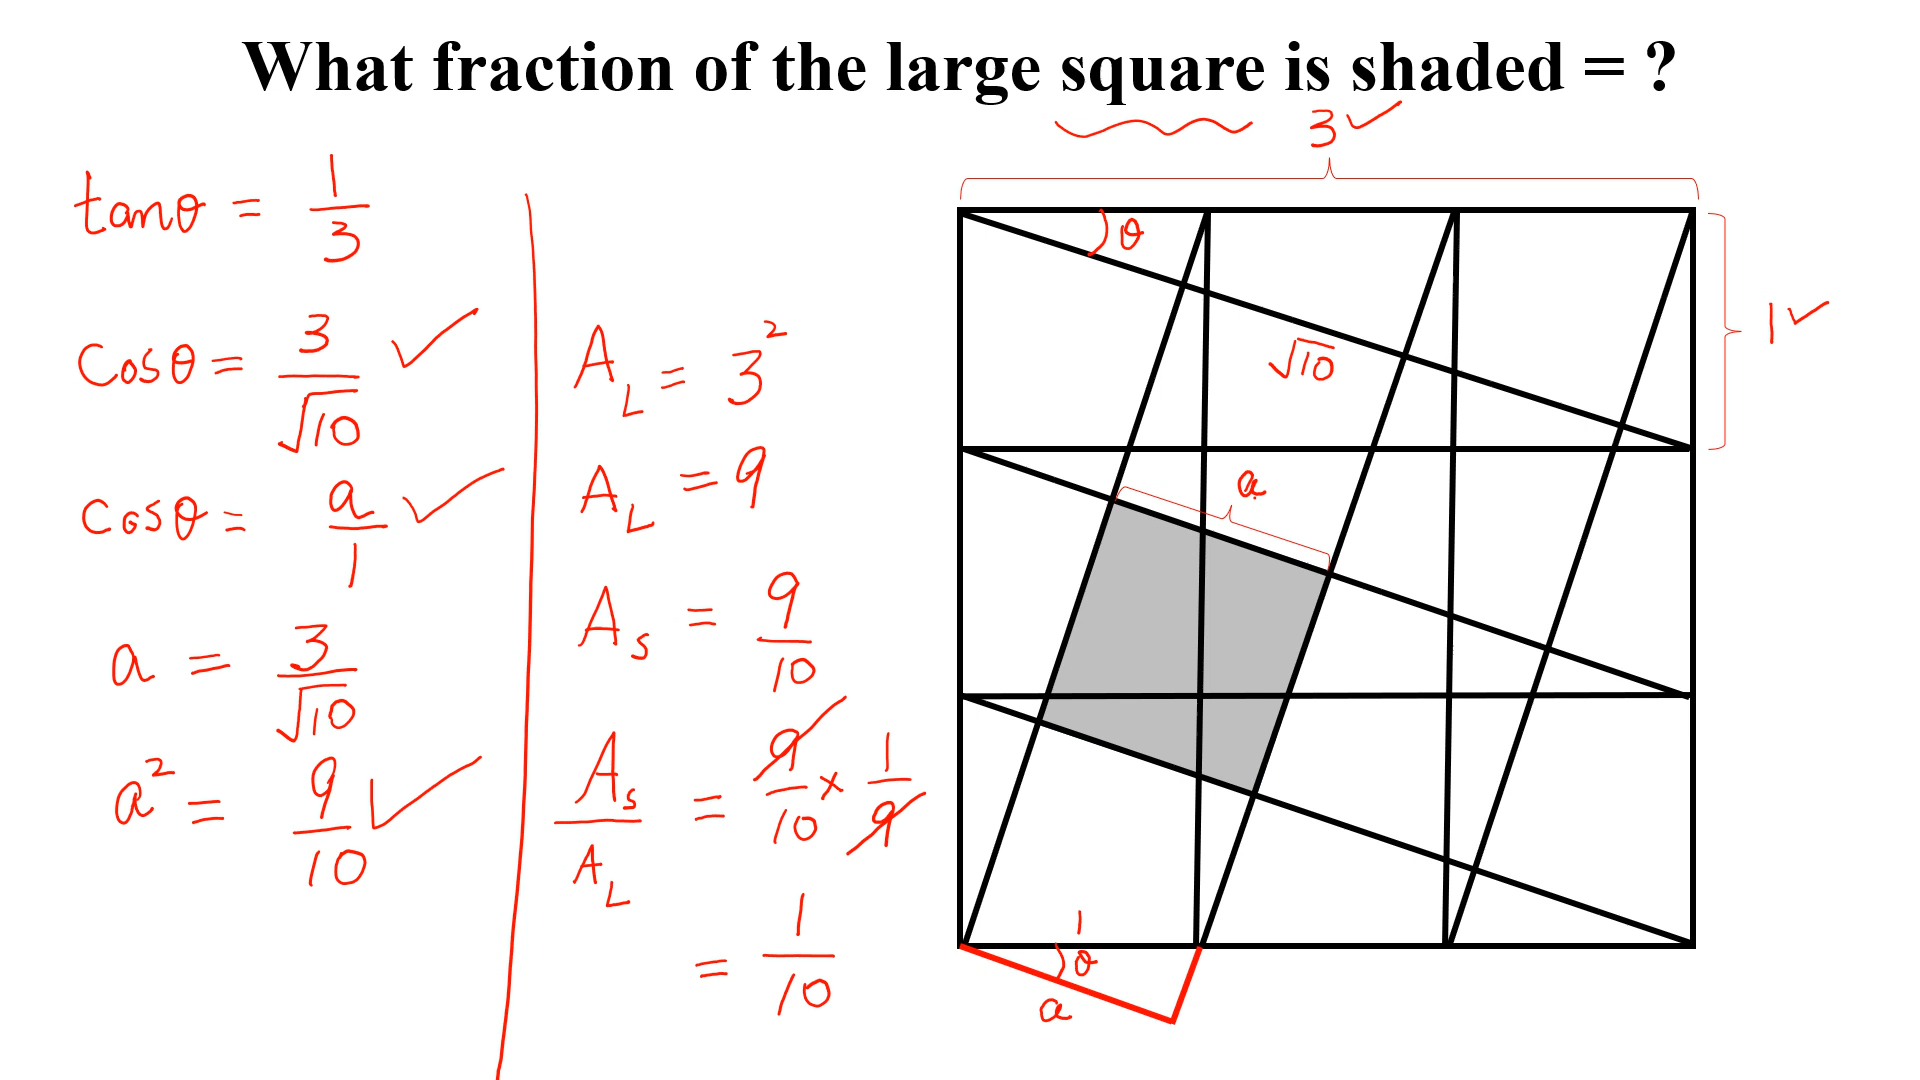 What fraction of the large square is shaded = ?
tanθ = 1/3
cosθ = 3/√10
cosθ = a/1
a = 3/√10
a² = 9/10
A_L = 3²
A_L = 9
A_s = 9/10
A_s/A_L = 9/10 × 1/9
= 1/10
3
θ
√10
1
a
1
θ
a